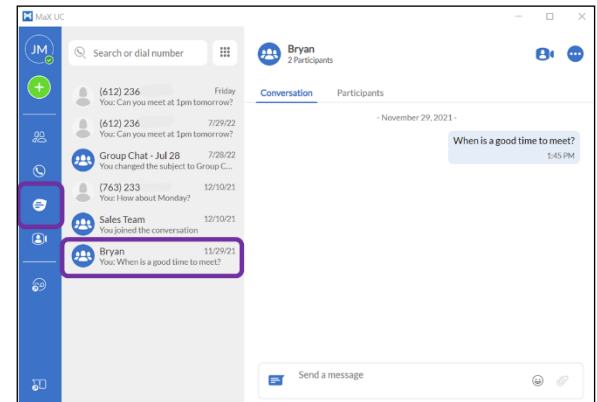 MaX UC
JM
Search or dial number
(612) 236
Friday
You: Can you meet at 1pm tomorrow?
(612) 236
7/29/22
You: Can you meet at 1pm tomorrow?
Group Chat - Jul 28
7/28/22
You changed the subject to Group C...
(763) 233
12/10/21
You: How about Monday?
Sales Team
12/10/21
You joined the conversation
Bryan
11/29/21
You: When is a good time to meet?
Bryan
2 Participants
Conversation
Participants
- November 29, 2021 -
When is a good time to meet?
1:45 PM
Send a message